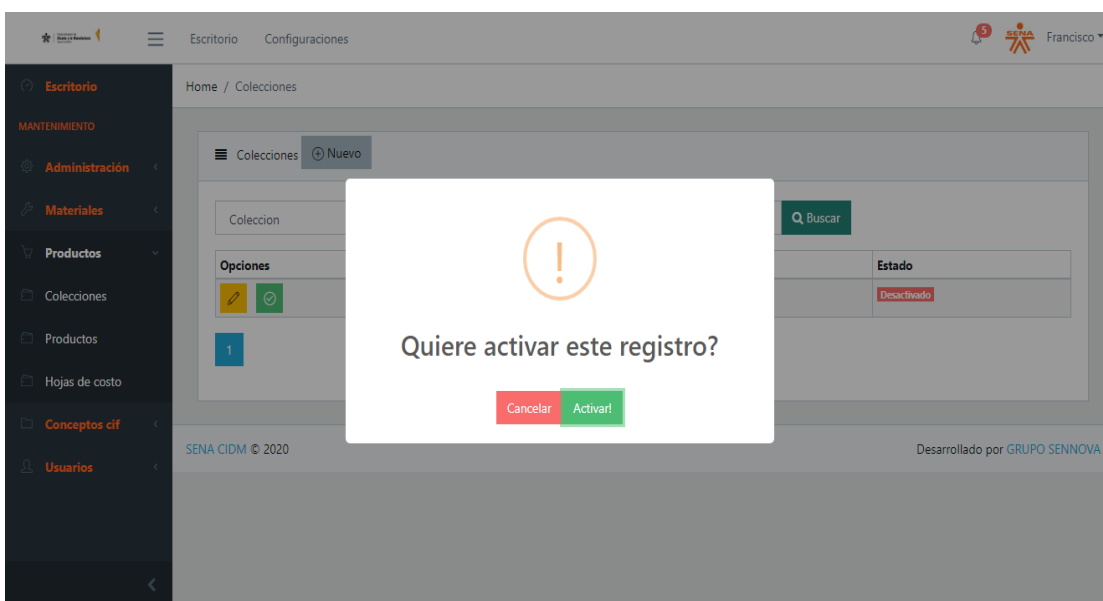 Escritorio Configuraciones
5
SENA
Francisco
Escritorio
Home / Colecciones
MANTENIMIENTO
Administración
Materiales
Productos
Colecciones
Productos
Hojas de costo
Conceptos cif
Usuarios
Colecciones Nuevo
Coleccion
Buscar
Opciones
Estado
Desactivado
1
Quiere activar este registro?
Cancelar Activar!
SENA CIDM © 2020
Desarrollado por GRUPO SENNOVA